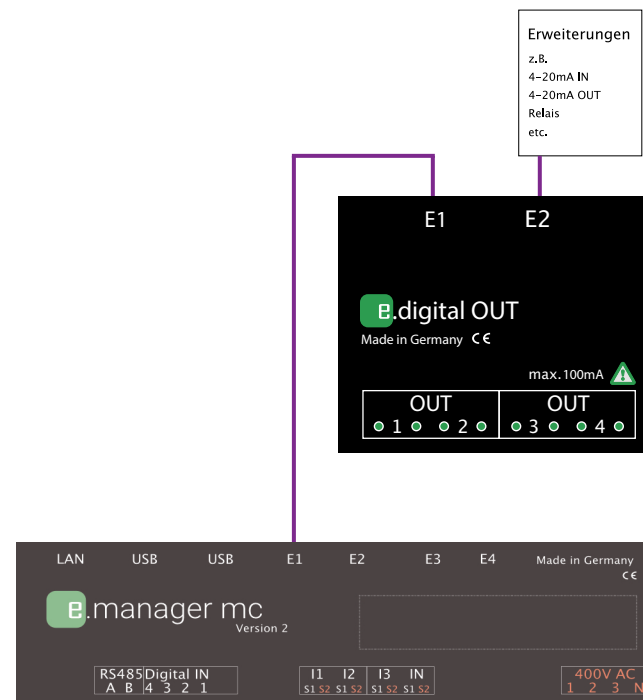 Erweiterungen
z.B.
4-20mA IN
4-20mA OUT
Relais
etc.
E1 E2
e.digital OUT
Made in Germany CE
max.100mA
OUT OUT
1 2 3 4
LAN USB USB E1 E2 E3 E4 Made in Germany
CE
e.manager mc
Version 2
RS485 Digital IN I1 I2 I3 IN 400V AC
A B 4 3 2 1 S1 S2 S1 S2 S1 S2 S1 S2 1 2 3 N